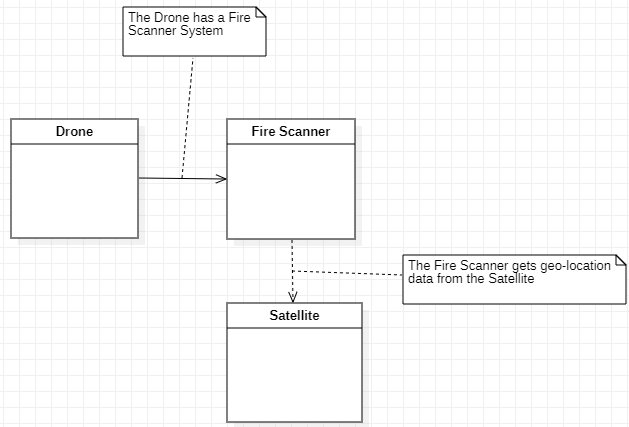 The Drone has a Fire
Scanner System
Drone
Fire Scanner
The Fire Scanner gets geo-location
data from the Satellite
Satellite